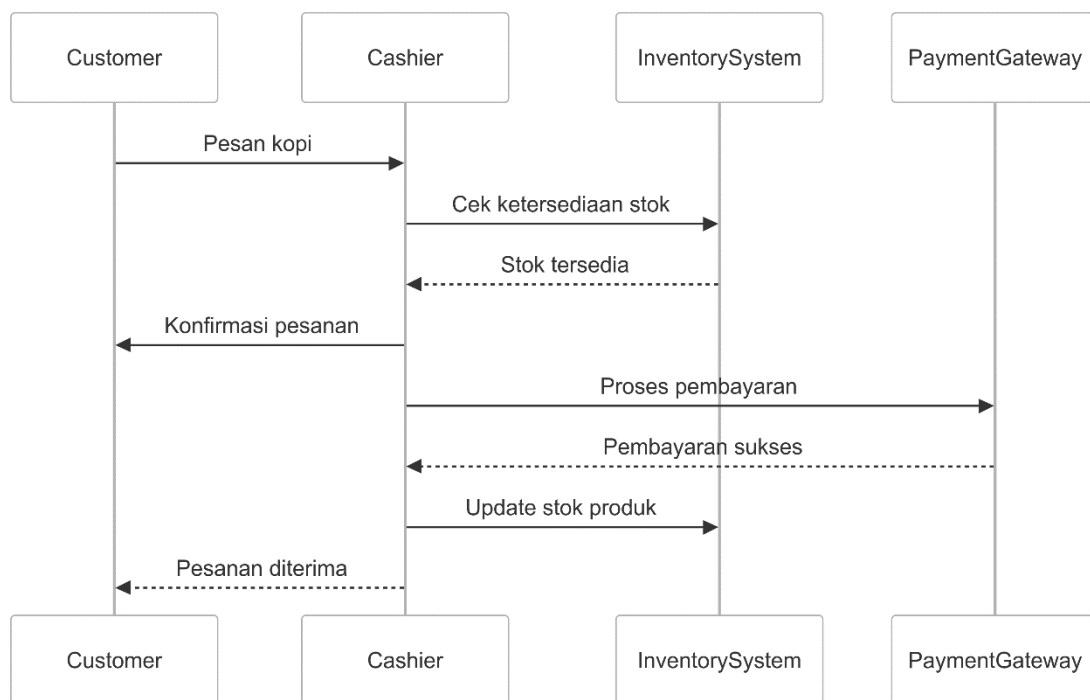 Customer
Cashier
InventorySystem
PaymentGateway
Pesan kopi
Cek ketersediaan stok
Stok tersedia
Konfirmasi pesanan
Proses pembayaran
Pembayaran sukses
Update stok produk
Pesanan diterima
Customer
Cashier
InventorySystem
PaymentGateway